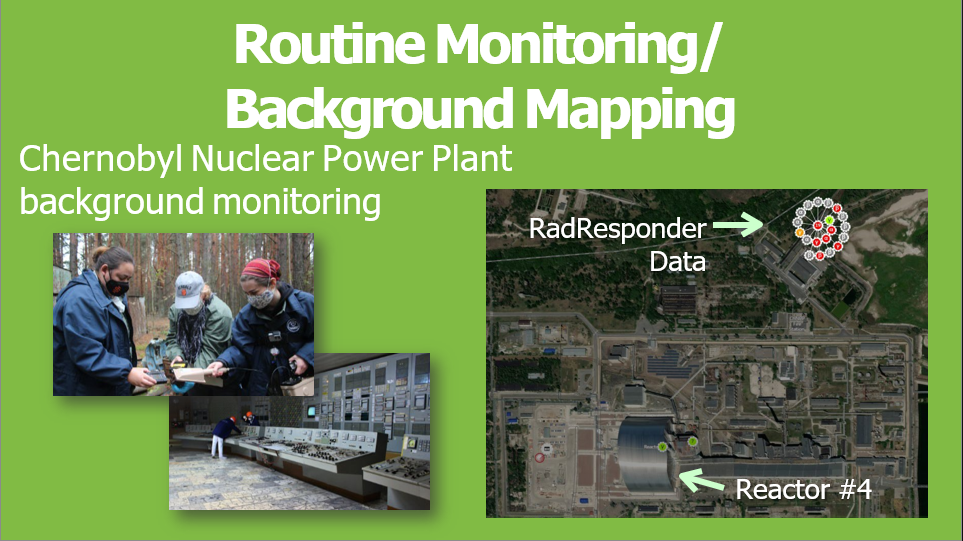 Routine Monitoring/
Background Mapping
Chernobyl Nuclear Power Plant
background monitoring
RadResponder
Data
Reactor #4